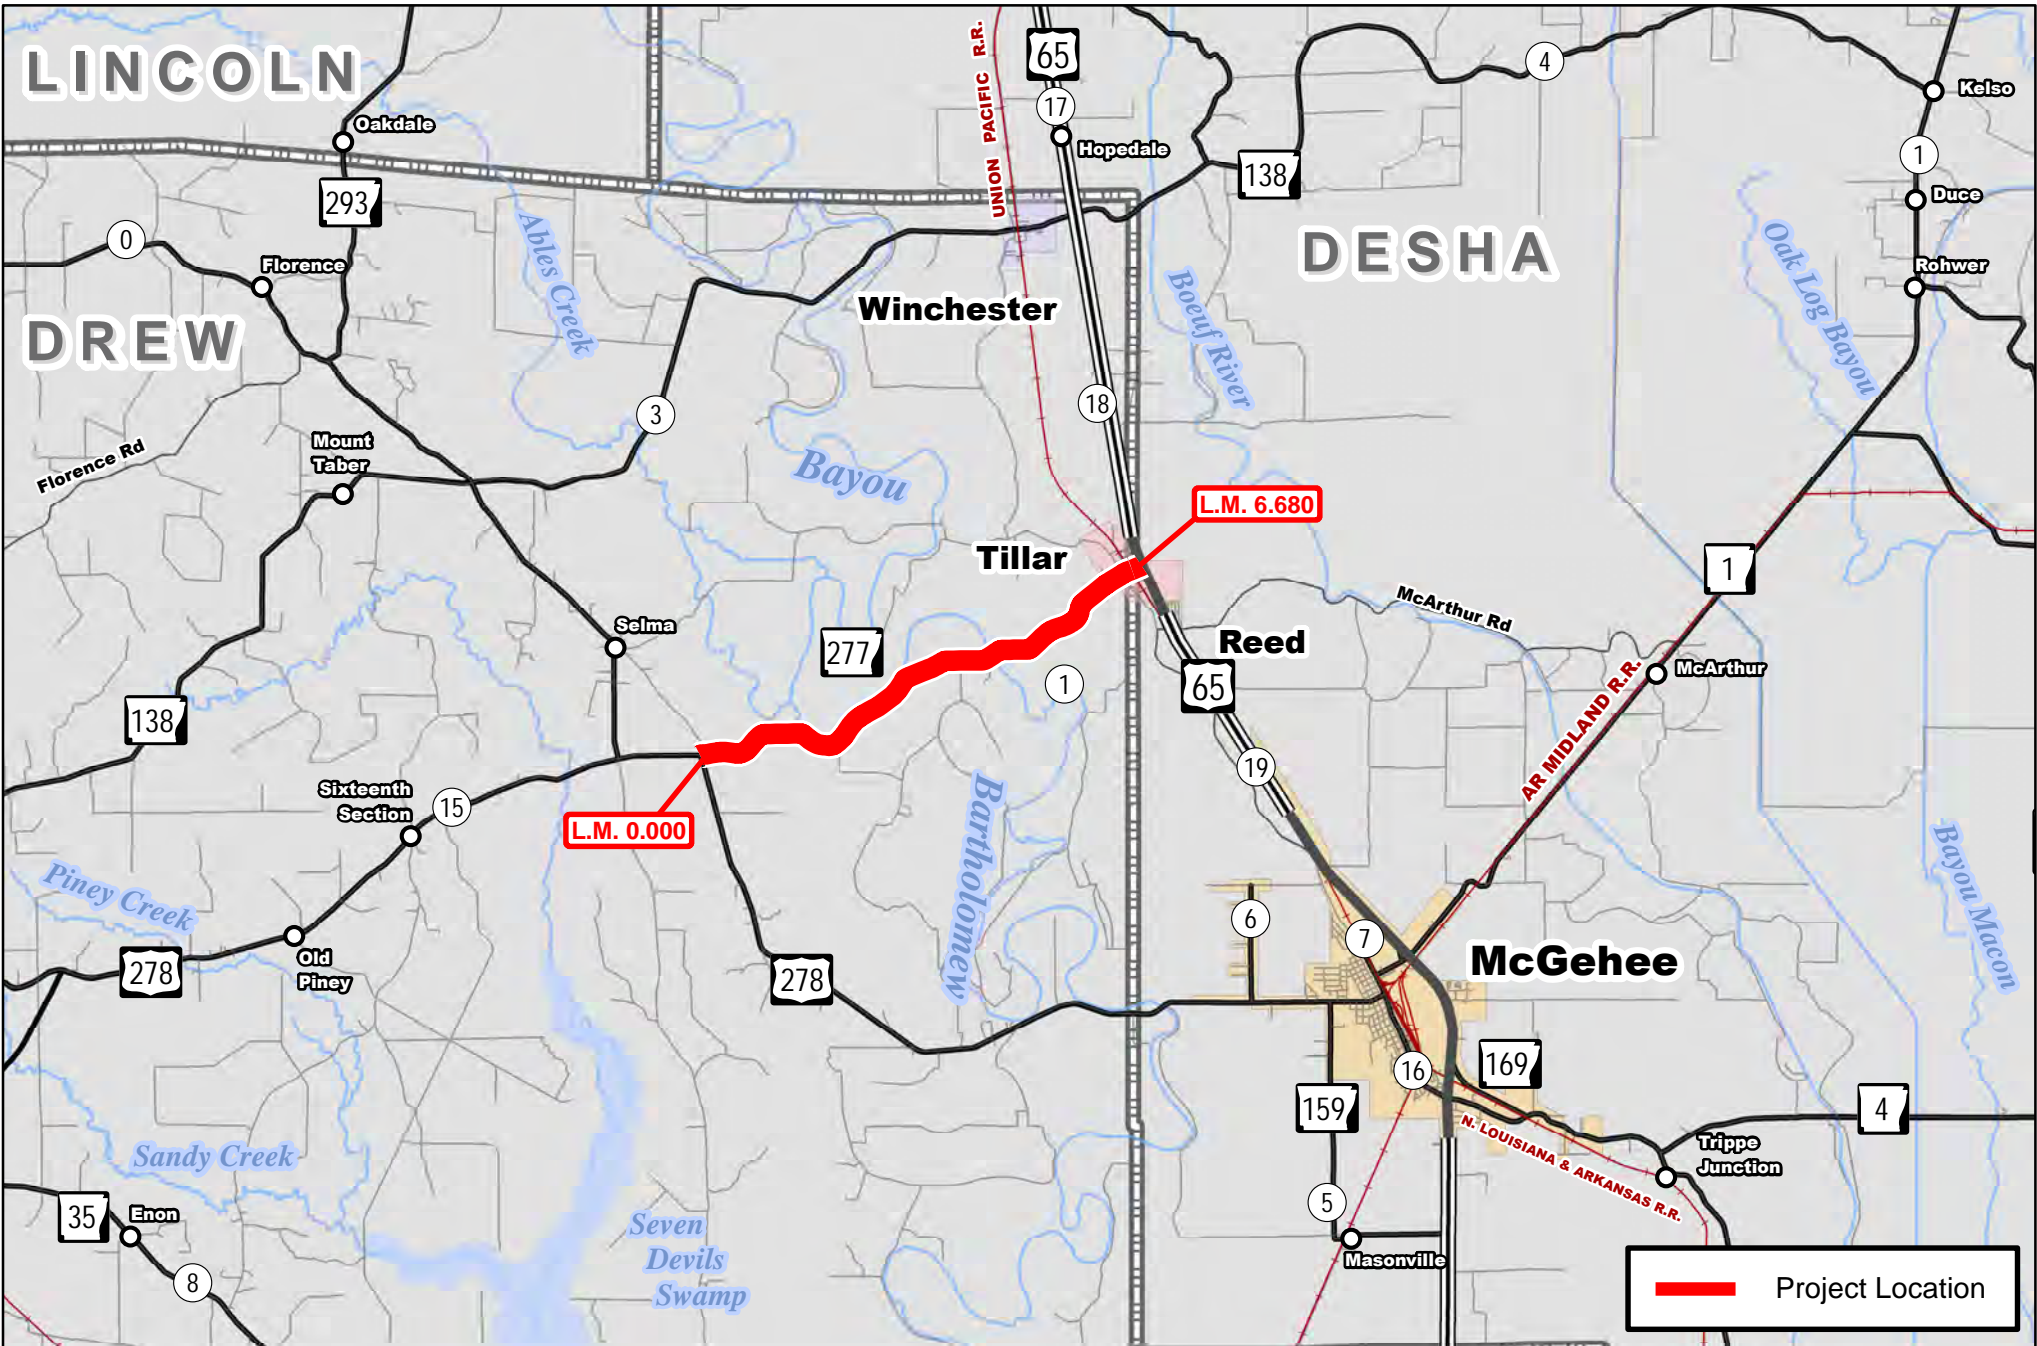 LINCOLN
UNION PACIFIC R.R.
65
17
4
Kelso
Oakdale
Hopedale
1
138
Duce
293
Ables Creek
0
Florence
DESHA
Oak Log Bayou
Rohwer
Boeuf River
Winchester
DREW
18
3
Mount
Taber
Florence Rd
Bayou
L.M. 6.680
Tillar
1
McArthur Rd
Selma
277
Reed
McArthur
1
65
138
AR MIDLAND R.R.
19
Sixteenth
Section
15
L.M. 0.000
Bartholomew
Bayou Macon
Piney Creek
6
7
McGehee
Old
Piney
278
278
16
169
159
4
N. LOUISIANA & ARKANSAS R.R.
Trippe
Junction
Sandy Creek
35
Enon
5
Seven
Devils
Swamp
Masonville
8
Project Location